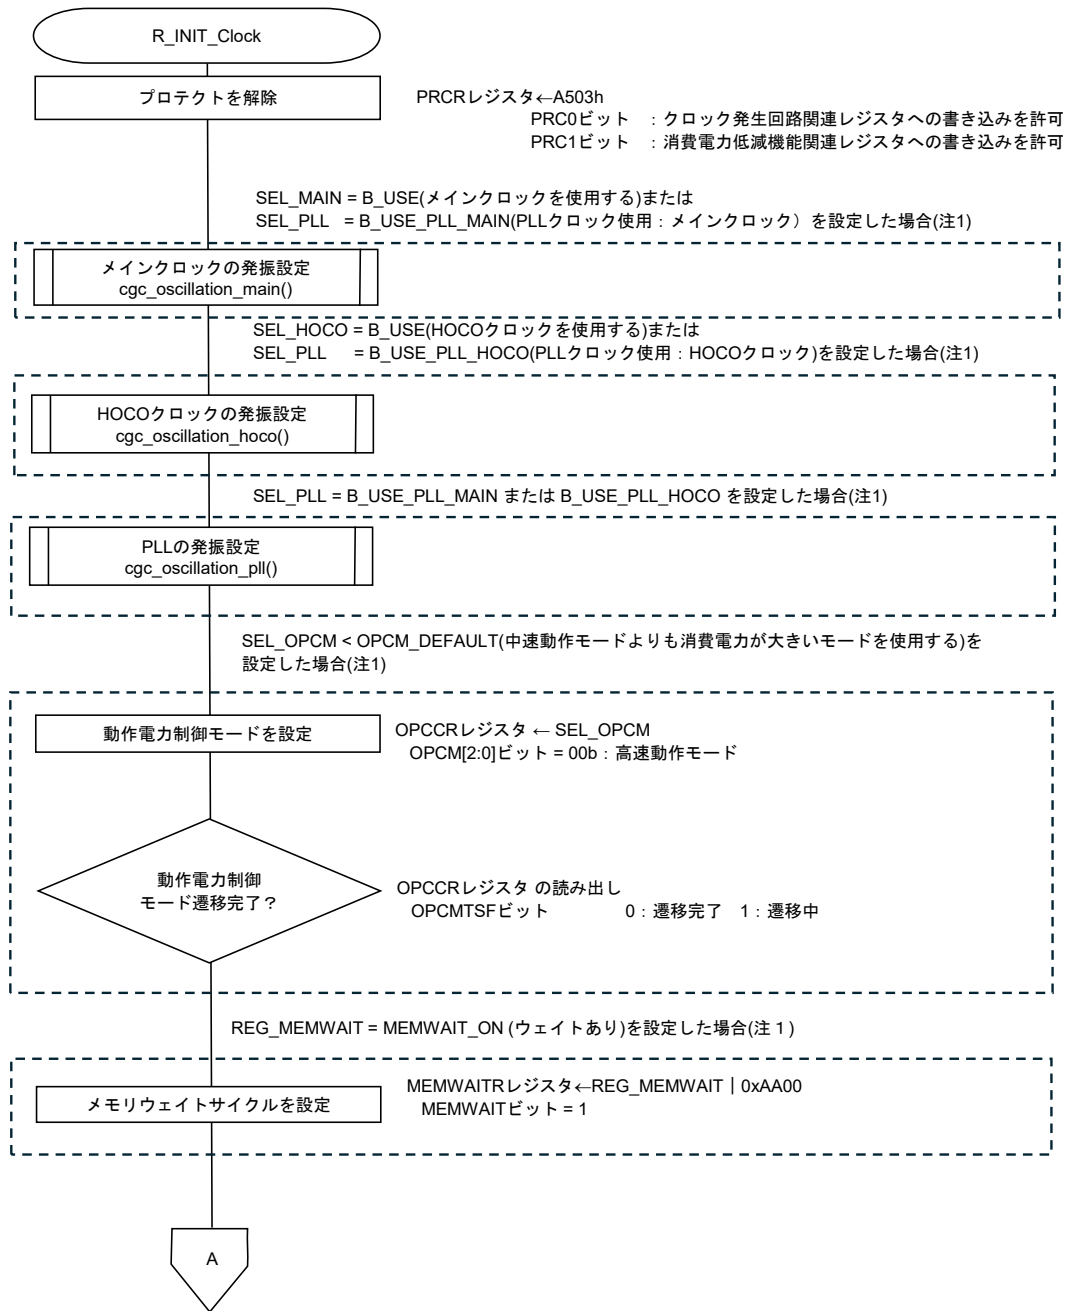 R_INIT_Clock
プロテクトを解除
PRCRレジスタ←A503h
PRC0ビット ：クロック発生回路関連レジスタへの書き込みを許可
PRC1ビット ：消費電力低減機能関連レジスタへの書き込みを許可
SEL_MAIN = B_USE(メインクロックを使用する)または
SEL_PLL = B_USE_PLL_MAIN(PLLクロック使用：メインクロック）を設定した場合(注1)
メインクロックの発振設定
cgc_oscillation_main()
SEL_HOCO = B_USE(HOCOクロックを使用する)または
SEL_PLL = B_USE_PLL_HOCO(PLLクロック使用：HOCOクロック)を設定した場合(注1)
HOCOクロックの発振設定
cgc_oscillation_hoco()
SEL_PLL = B_USE_PLL_MAIN または B_USE_PLL_HOCO を設定した場合(注1)
PLLの発振設定
cgc_oscillation_pll()
SEL_OPCM < OPCM_DEFAULT(中速動作モードよりも消費電力が大きいモードを使用する)を
設定した場合(注1)
動作電力制御モードを設定
OPCCRレジスタ ← SEL_OPCM
OPCM[2:0]ビット = 00b：高速動作モード
動作電力制御
モード遷移完了？
OPCCRレジスタ の読み出し
OPCMTSFビット 0：遷移完了 1：遷移中
REG_MEMWAIT = MEMWAIT_ON (ウェイトあり)を設定した場合(注１)
メモリウェイトサイクルを設定
MEMWAITRレジスタ←REG_MEMWAIT｜0xAA00
MEMWAITビット = 1
A